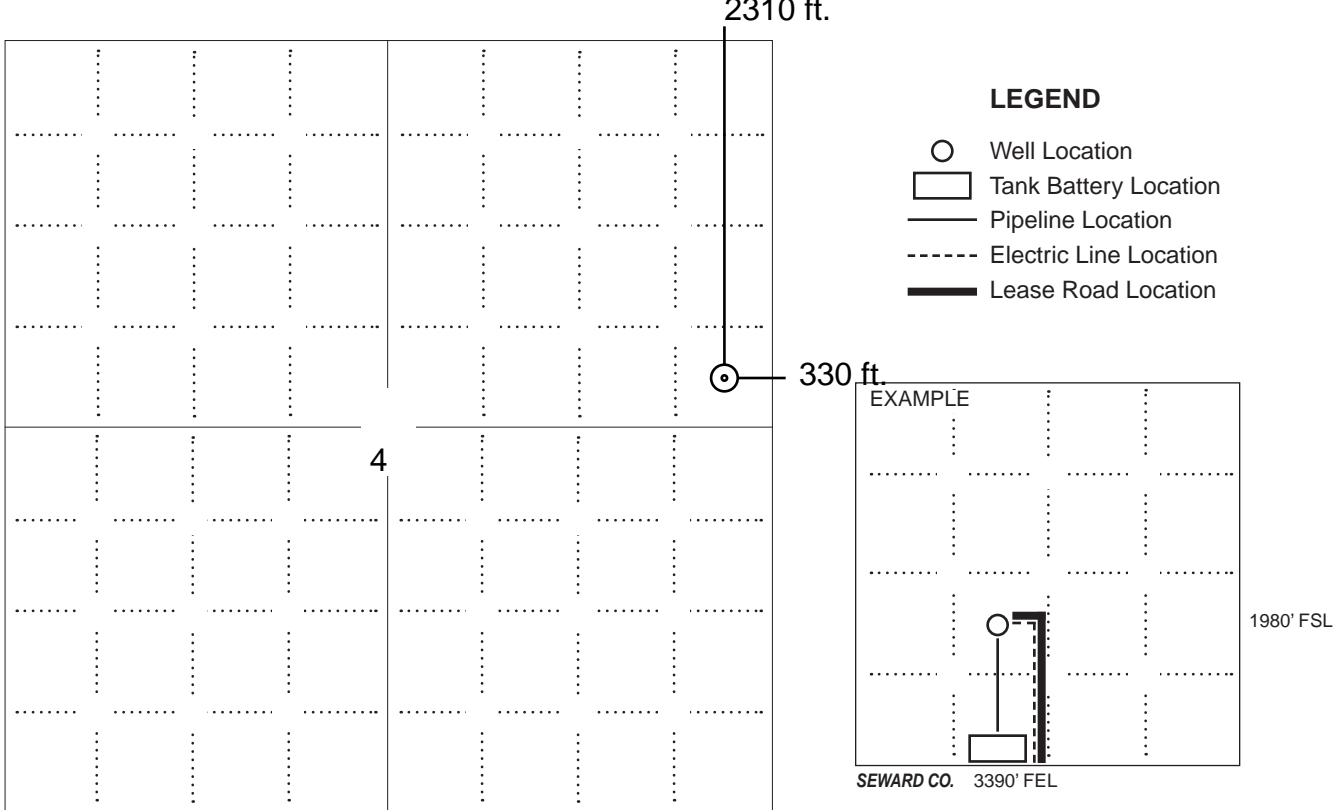 2310 ft.
LEGEND
Well Location
Tank Battery Location
Pipeline Location
Electric Line Location
Lease Road Location
330 ft.
EXAMPLE
4
1980' FSL
SEWARD CO. 3390' FEL